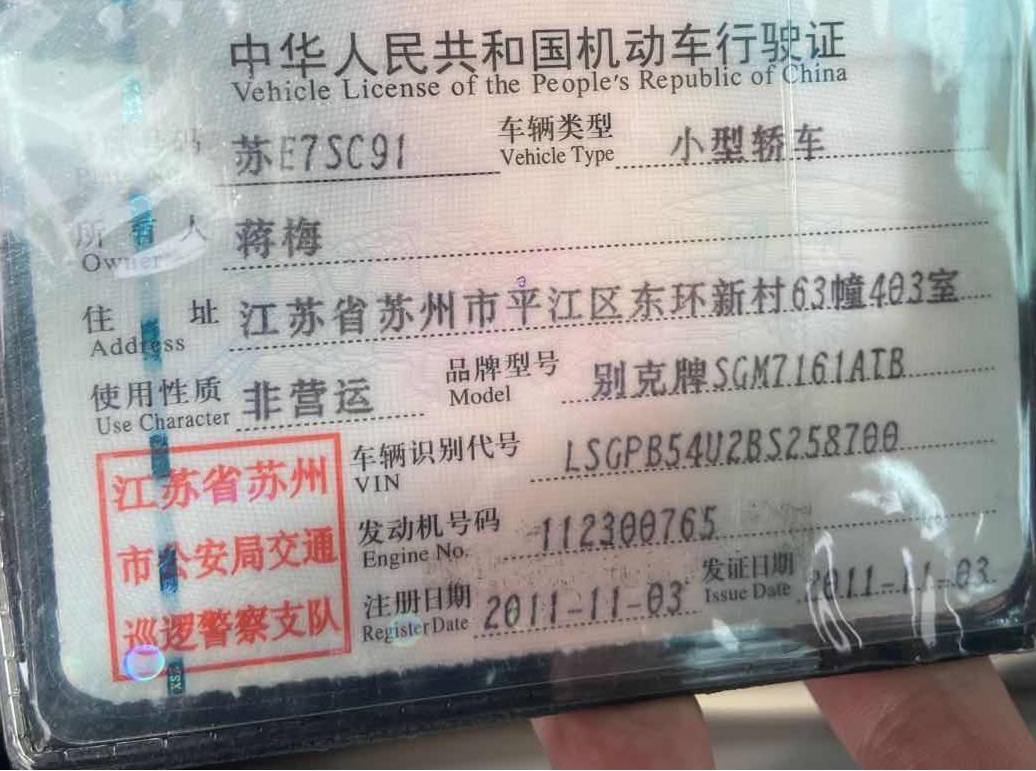 中华人民共和国机动车行驶证
Vehicle License of the People's Republic of China
码 苏E7SC91 车辆类型 小型轿车
Vehicle Type
所有人 蒋梅
Owner
住址 江苏省苏州市平江区东环新村63幢403室
Address
使用性质 非营运 品牌型号 别克牌SGM7161ATB
Use Character Model
车辆识别代号 LSGPB54U2BS258700
VIN
发动机号码 112300765
Engine No.
注册日期 2011-11-03 发证日期 2011-11-03
Register Date Issue Date
江苏省苏州
市公安局交通
巡逻警察支队